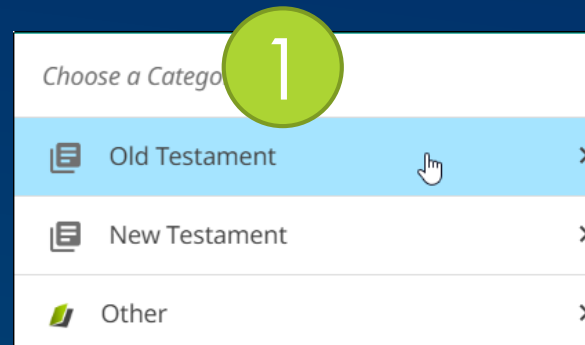 1
Choose a Catego
Old Testament
New Testament
Other